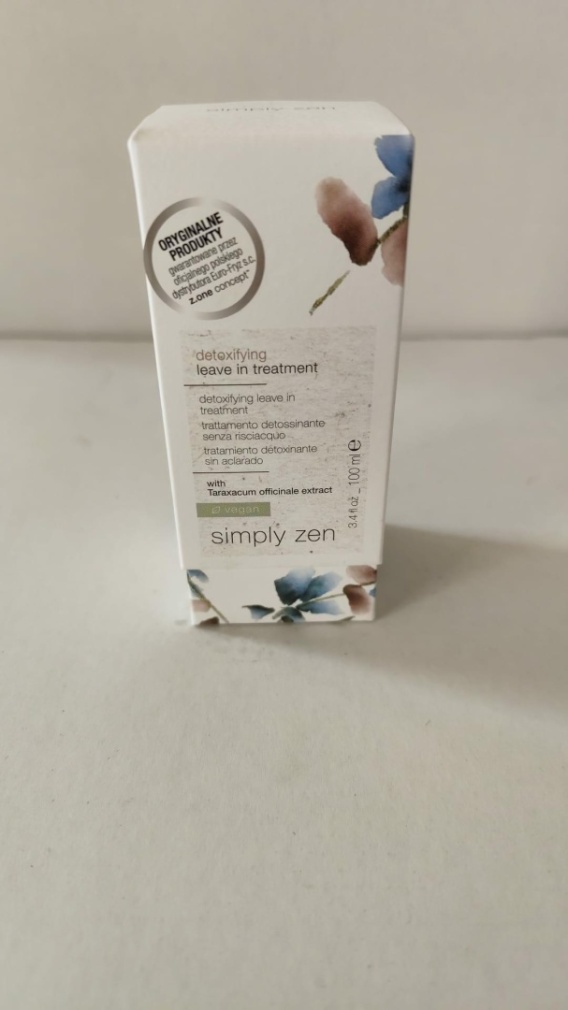 ORYGINALNE
PRODUKTY
gwarantowane przez
oficjalnego polskiego
dystrybutora Euro-Fryz s.c.
z.one concept™
detoxifying
leave in treatment
detoxifying leave in
treatment
trattamento detossinante
senza risciacquo
tratamiento detoxinante
sin aclarado
with
Taraxacum officinale extract
vegan
3.4 fl oz _ 100 ml e
simply zen